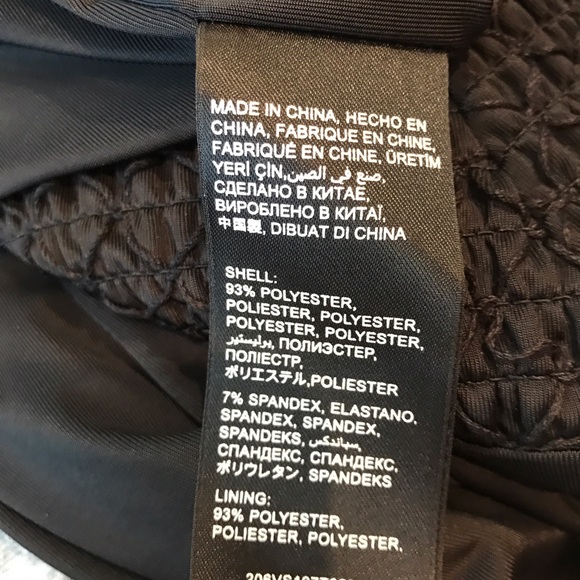 MADE IN CHINA, HECHO EN
CHINA, FABRIQUE EN CHINE,
FABRIQUÉ EN CHINE, ÜRETİM
YERİ ÇİN,صنع في الصين,
СДЕЛАНО В КИТАЕ,
ВИРОБЛЕНО В КИТАЇ,
中国製, DIBUAT DI CHINA
SHELL:
93% POLYESTER,
POLIESTER, POLYESTER,
POLYESTER, POLYESTER,
بوليستير, ПОЛИЭСТЕР,
ПОЛІЕСТР,
ポリエステル,POLIESTER
7% SPANDEX, ELASTANO,
SPANDEX, SPANDEX,
SPANDEKS, سباندكس,
СПАНДЕКС, СПАНДЕКС,
ポリウレタン, SPANDEKS
LINING:
93% POLYESTER,
POLIESTER, POLYESTER,